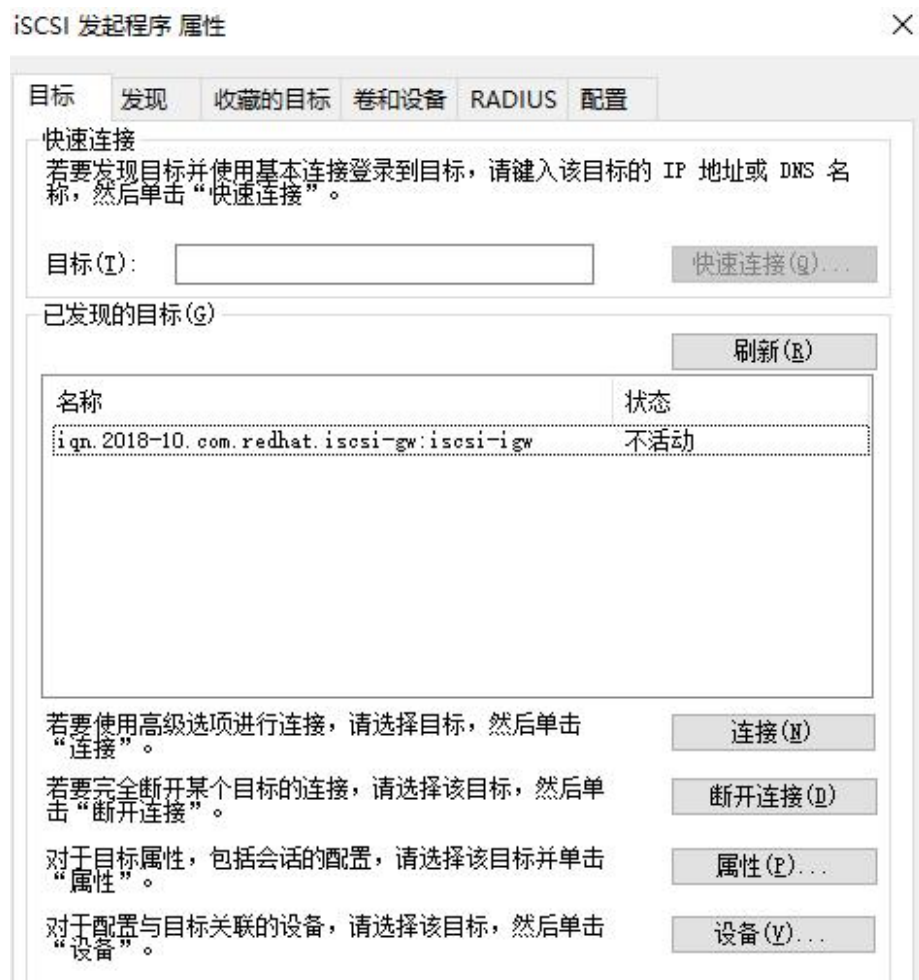 iSCSI 发起程序 属性
目标 发现 收藏的目标 卷和设备 RADIUS 配置
快速连接
若要发现目标并使用基本连接登录到目标，请键入该目标的 IP 地址或 DNS 名
称，然后单击“快速连接”。
目标(T): 快速连接(Q)...
已发现的目标(G)
刷新(R)
名称 状态
iqn.2018-10.com.redhat.iscsi-gw:iscsi-igw 不活动
若要使用高级选项进行连接，请选择目标，然后单击
“连接”。
连接(N)
若要完全断开某个目标的连接，请选择该目标，然后单
击“断开连接”。
断开连接(D)
对于目标属性，包括会话的配置，请选择该目标并单击
“属性”。
属性(P)...
对于配置与目标关联的设备，请选择该目标，然后单击
“设备”。
设备(V)...